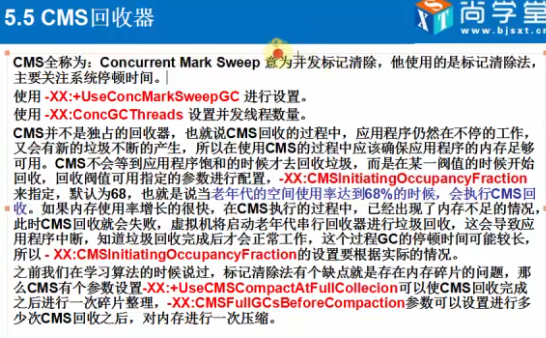 5.5 CMS回收器
尚学堂
www.bjsxt.cn
CMS全称为：Concurrent Mark Sweep 意为并发标记清除，他使用的是标记清除法，
主要关注系统停顿时间。
使用 -XX:+UseConcMarkSweepGC 进行设置。
使用 -XX:ConcGCThreads 设置并发线程数量。
CMS并不是独占的回收器，也就说CMS回收的过程中，应用程序仍然在不停的工作，
又会有新的垃圾不断的产生，所以在使用CMS的过程中应该确保应用程序的内存足够
可用。CMS不会等到应用程序饱和的时候才去回收垃圾，而是在某一阀值的时候开始
回收，回收阀值可用指定的参数进行配置，-XX:CMSInitiatingOccupancyFraction
来指定，默认为68，也就是说当老年代的空间使用率达到68%的时候，会执行CMS回
收。如果内存使用率增长的很快，在CMS执行的过程中，已经出现了内存不足的情况，
此时CMS回收就会失败，虚拟机将启动老年代串行回收器进行垃圾回收，这会导致应
用程序中断，知道垃圾回收完成后才会正常工作，这个过程GC的停顿时间可能较长，
所以 - XX:CMSInitiatingOccupancyFraction的设置要根据实际的情况。
之前我们在学习算法的时候说过，标记清除法有个缺点就是存在内存碎片的问题，那
么CMS有个参数设置-XX:+UseCMSCompactAtFullCollecion可以使CMS回收完成
之后进行一次碎片整理，-XX:CMSFullGCsBeforeCompaction参数可以设置进行多
少次CMS回收之后，对内存进行一次压缩。